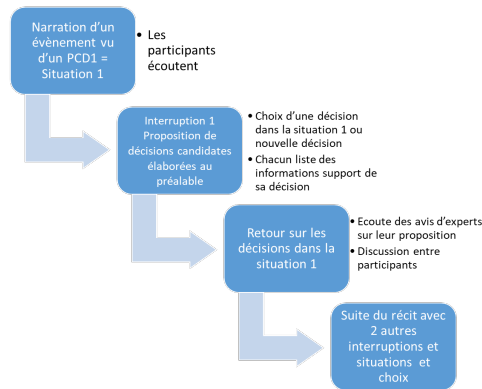 Narration d'un
évènement vu
d'un PCD1 =
Situation 1
• Les
participants
écoutent
Interruption 1
Proposition de
décisions candidates
élaborées au
préalable
• Choix d'une décision
dans la situation 1 ou
nouvelle décision
• Chacun liste des
informations support de
sa décision
Retour sur les
décisions dans la
situation 1
• Ecoute des avis d'experts
sur leur proposition
• Discussion entre
participants
Suite du récit avec
2 autres
interruptions et
situations et
choix